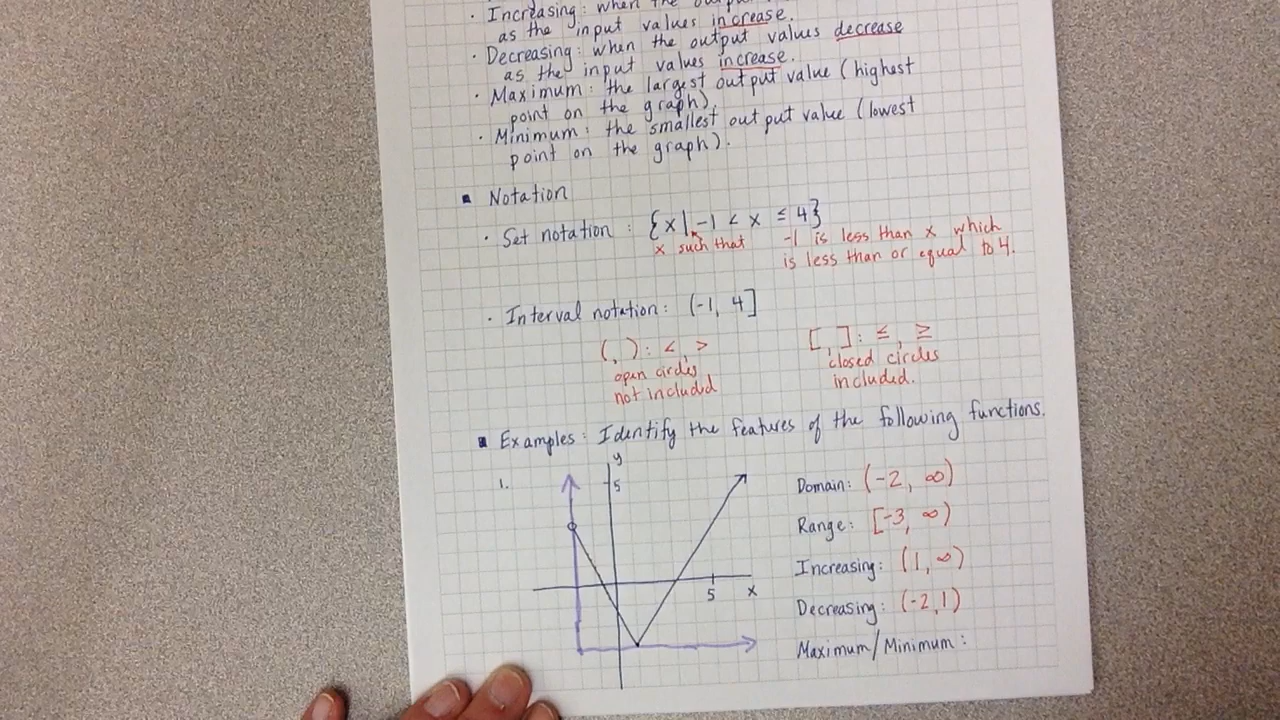 · Increasing: when the output
as the input values increase.
· Decreasing: when the output values decrease
as the input values increase.
· Maximum: the largest output value (highest
point on the graph).
· Minimum: the smallest output value (lowest
point on the graph).
▪ Notation
· Set notation: {x|-1 < x ≤ 4}
x such that -1 is less than x which
is less than or equal to 4.
· Interval notation: (-1, 4]
(, ): <, > [, ]: ≤, ≥
open circles closed circles
not included included.
▪ Examples: Identify the features of the following functions.
1. y
5
5 x
Domain: (-2, ∞)
Range: [-3, ∞)
Increasing: (1, ∞)
Decreasing: (-2,1)
Maximum/Minimum: